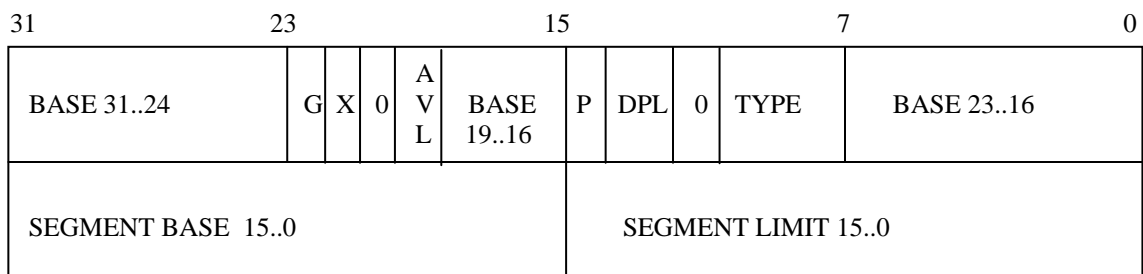 31 23 15 7 0
BASE 31..24 G X 0 A V L BASE 19..16 P DPL 0 TYPE BASE 23..16
SEGMENT BASE 15..0 SEGMENT LIMIT 15..0